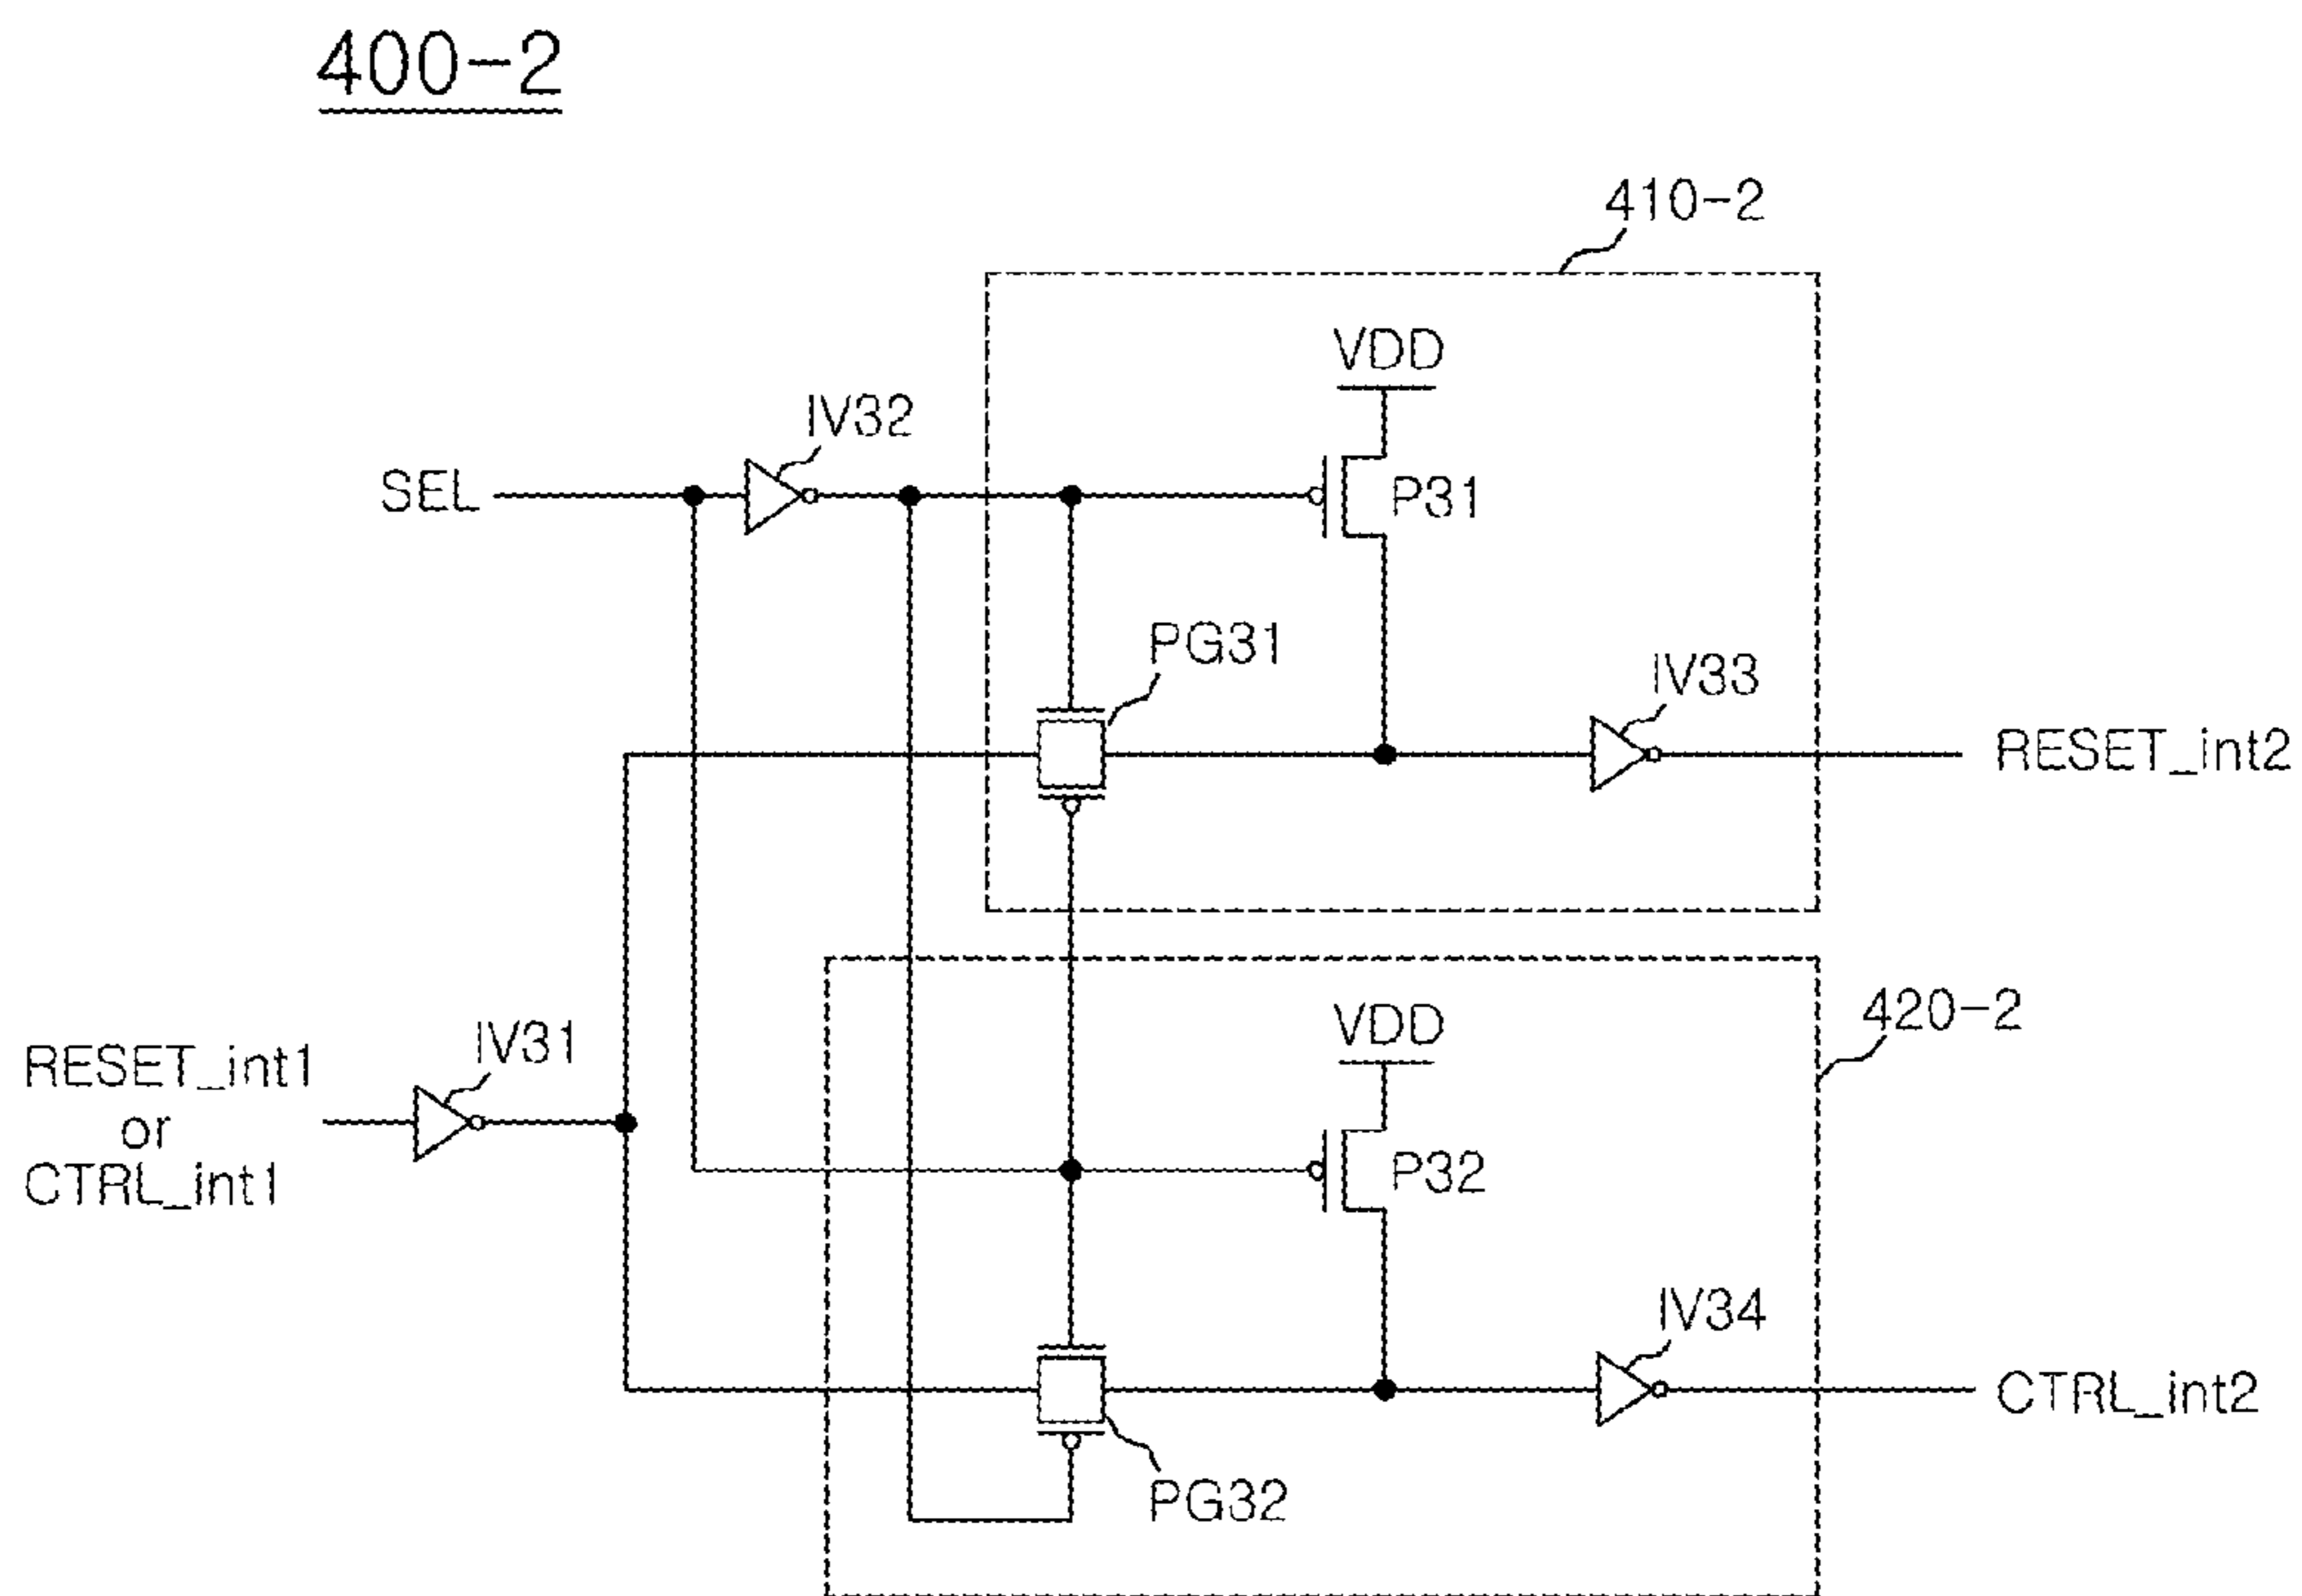 400-2
410-2
VDD
IV32
SEL
P31
PG31
IV33
RESET_int2
VDD
420-2
IV31
RESET_int1
or
CTRL_int1
P32
IV34
CTRL_int2
PG32